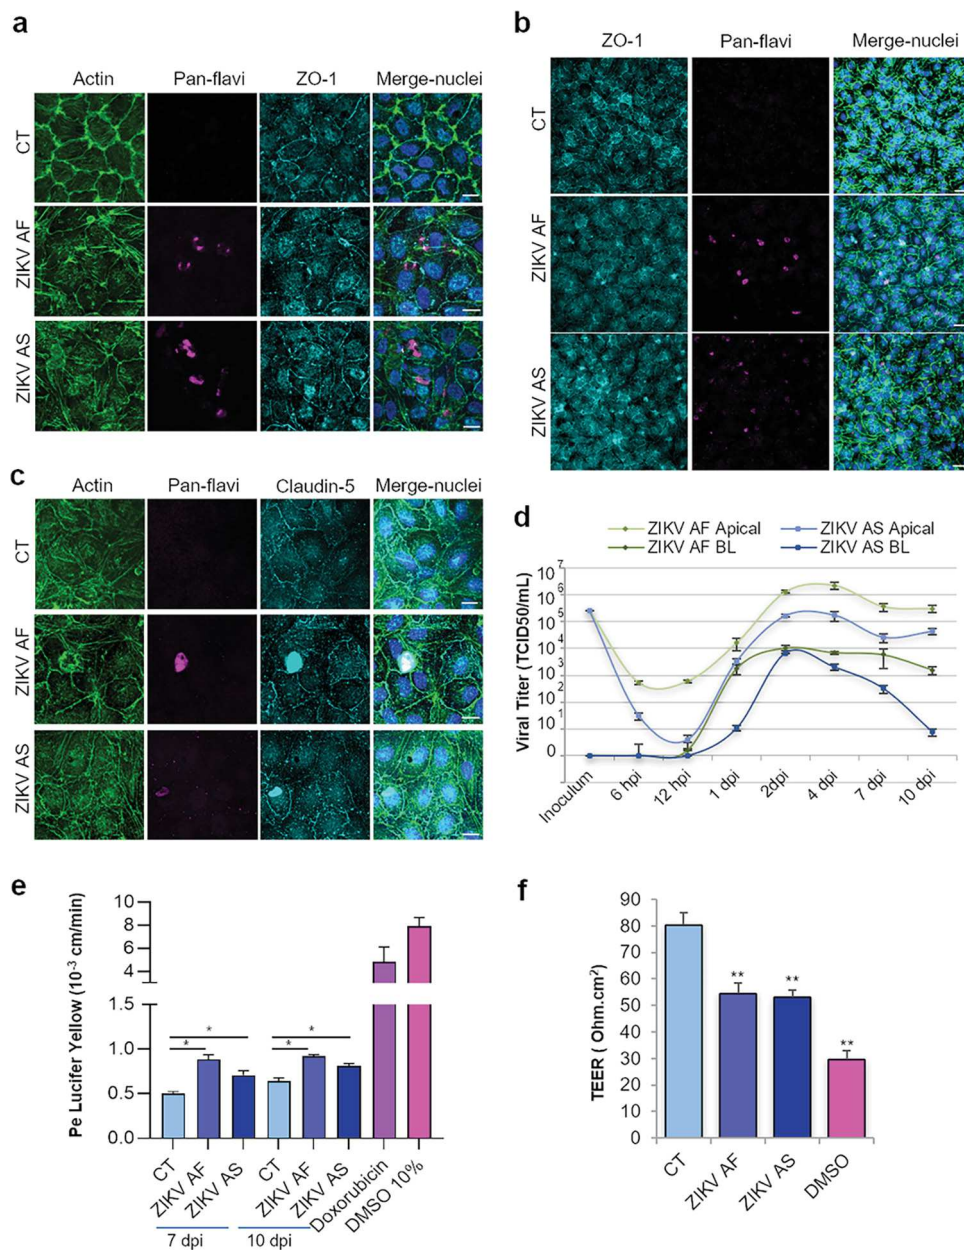 a
Actin Pan-flavi ZO-1 Merge-nuclei
CT
ZIKV AF
ZIKV AS
b
ZO-1 Pan-flavi Merge-nuclei
CT
ZIKV AF
ZIKV AS
c
Actin Pan-flavi Claudin-5 Merge-nuclei
CT
ZIKV AF
ZIKV AS
d
ZIKV AF Apical ZIKV AS Apical
ZIKV AF BL ZIKV AS BL
Viral Titer (TCID50/mL)
10⁷
10⁶
10⁵
10⁴
10³
10²
10¹
0
Inoculum 6 hpi 12 hpi 1 dpi 2dpi 4 dpi 7 dpi 10 dpi
e
Pe Lucifer Yellow (10⁻³ cm/min)
10
8
6
4
1.5
1.0
0.5
0.0
* * * *
CT ZIKV AF ZIKV AS CT ZIKV AF ZIKV AS Doxorubicin DMSO 10%
7 dpi 10 dpi
f
TEER ( Ohm.cm²)
90
80
70
60
50
40
30
20
10
0
** ** **
CT ZIKV AF ZIKV AS DMSO